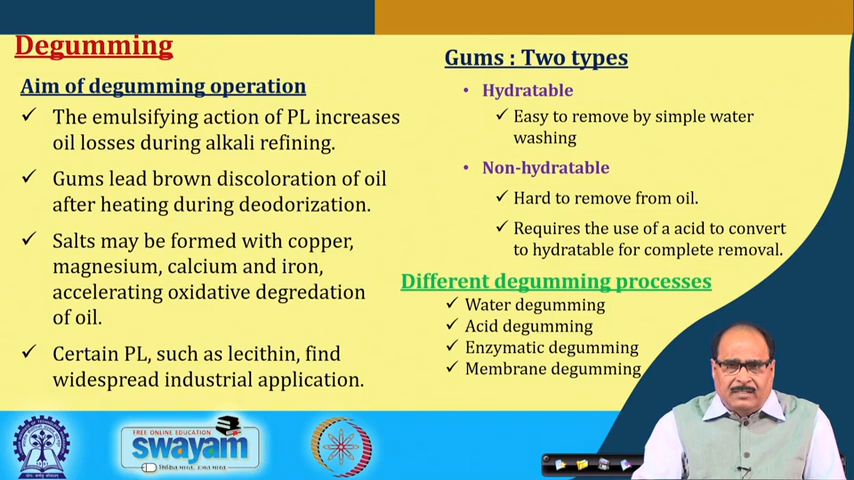 Degumming
Aim of degumming operation
✓ The emulsifying action of PL increases
oil losses during alkali refining.
✓ Gums lead brown discoloration of oil
after heating during deodorization.
✓ Salts may be formed with copper,
magnesium, calcium and iron,
accelerating oxidative degredation
of oil.
✓ Certain PL, such as lecithin, find
widespread industrial application.
Gums : Two types
• Hydratable
✓ Easy to remove by simple water
washing
• Non-hydratable
✓ Hard to remove from oil.
✓ Requires the use of a acid to convert
to hydratable for complete removal.
Different degumming processes
✓ Water degumming
✓ Acid degumming
✓ Enzymatic degumming
✓ Membrane degumming
FREE ONLINE EDUCATION
swayam